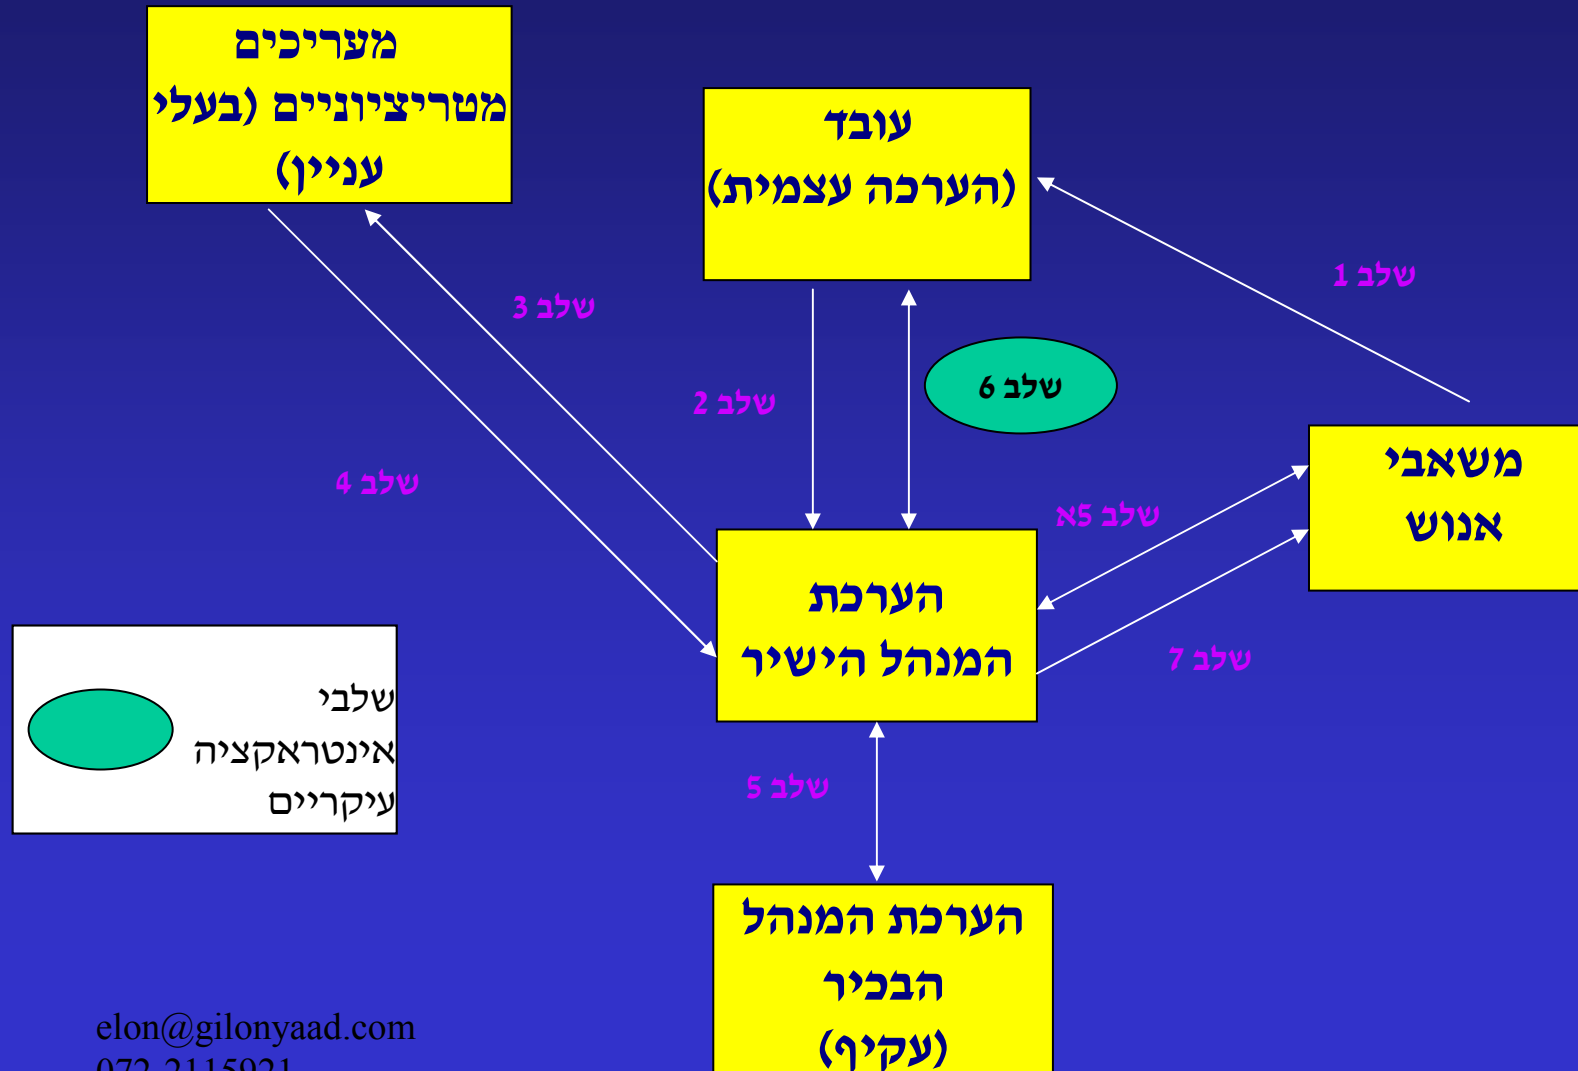 מעריכים
מטריציוניים (בעלי
עניין)
עובד
(הערכה עצמית)
שלב 1
שלב 3
שלב 2
שלב 6
שלב 4
משאבי
אנוש
שלב 5א
הערכת
המנהל הישיר
שלב 7
שלבי
אינטראקציה
עיקריים
שלב 5
הערכת המנהל
הבכיר
(עקיף)
elon@gilonyaad.com
072-2115921